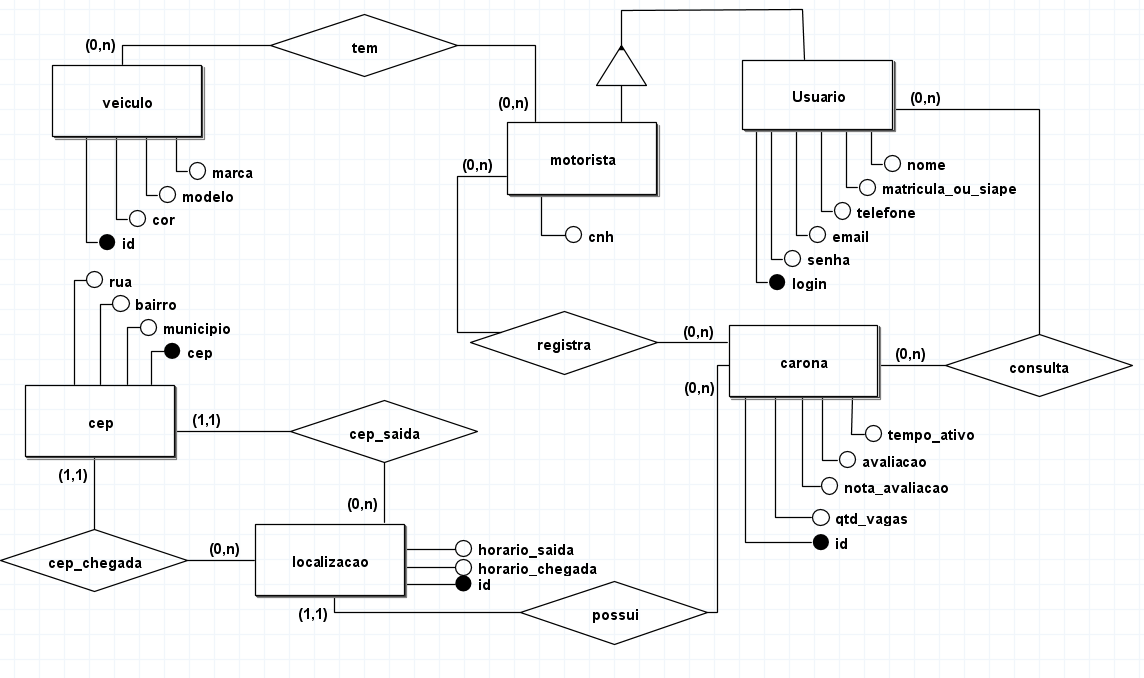 (0,n)
tem
veiculo
(0,n)
marca
modelo
cor
id
motorista
(0,n)
cnh
Usuario
(0,n)
nome
matricula_ou_siape
telefone
email
senha
login
rua
bairro
municipio
cep
cep
(1,1)
cep_saida
(0,n)
(1,1)
cep_chegada
(0,n)
localizacao
horario_saida
horario_chegada
id
(1,1)
possui
registra
(0,n)
carona
(0,n)
(0,n)
consulta
tempo_ativo
avaliacao
nota_avaliacao
qtd_vagas
id